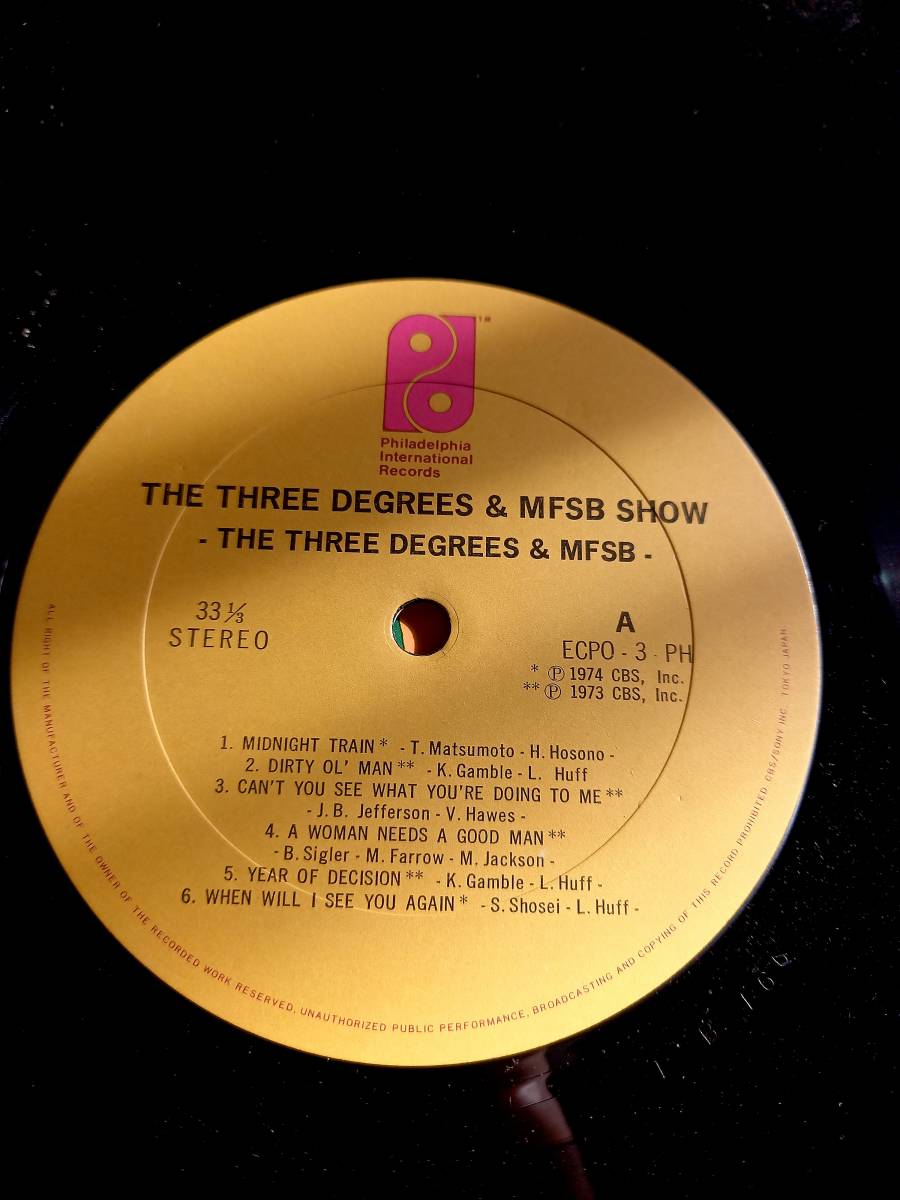 TM
Philadelphia
International
Records
THE THREE DEGREES & MFSB SHOW
- THE THREE DEGREES & MFSB -
33 ⅓
STEREO
A
ECPO - 3 - PH
* Ⓟ 1974 CBS, Inc.
** Ⓟ 1973 CBS, Inc.
1. MIDNIGHT TRAIN * - T. Matsumoto - H. Hosono -
2. DIRTY OL' MAN ** - K. Gamble - L. Huff
3. CAN'T YOU SEE WHAT YOU'RE DOING TO ME **
- J. B. Jefferson - V. Hawes -
4. A WOMAN NEEDS A GOOD MAN **
- B. Sigler - M. Farrow - M. Jackson -
5. YEAR OF DECISION ** - K. Gamble - L. Huff -
6. WHEN WILL I SEE YOU AGAIN * - S. Shosei - L. Huff -
ALL RIGHT OF THE MANUFACTURER AND OF THE OWNER OF THE RECORDED WORK RESERVED. UNAUTHORIZED PUBLIC PERFORMANCE, BROADCASTING AND COPYING OF THIS RECORD PROHIBITED CBS/SONY INC. TOKYO JAPAN.